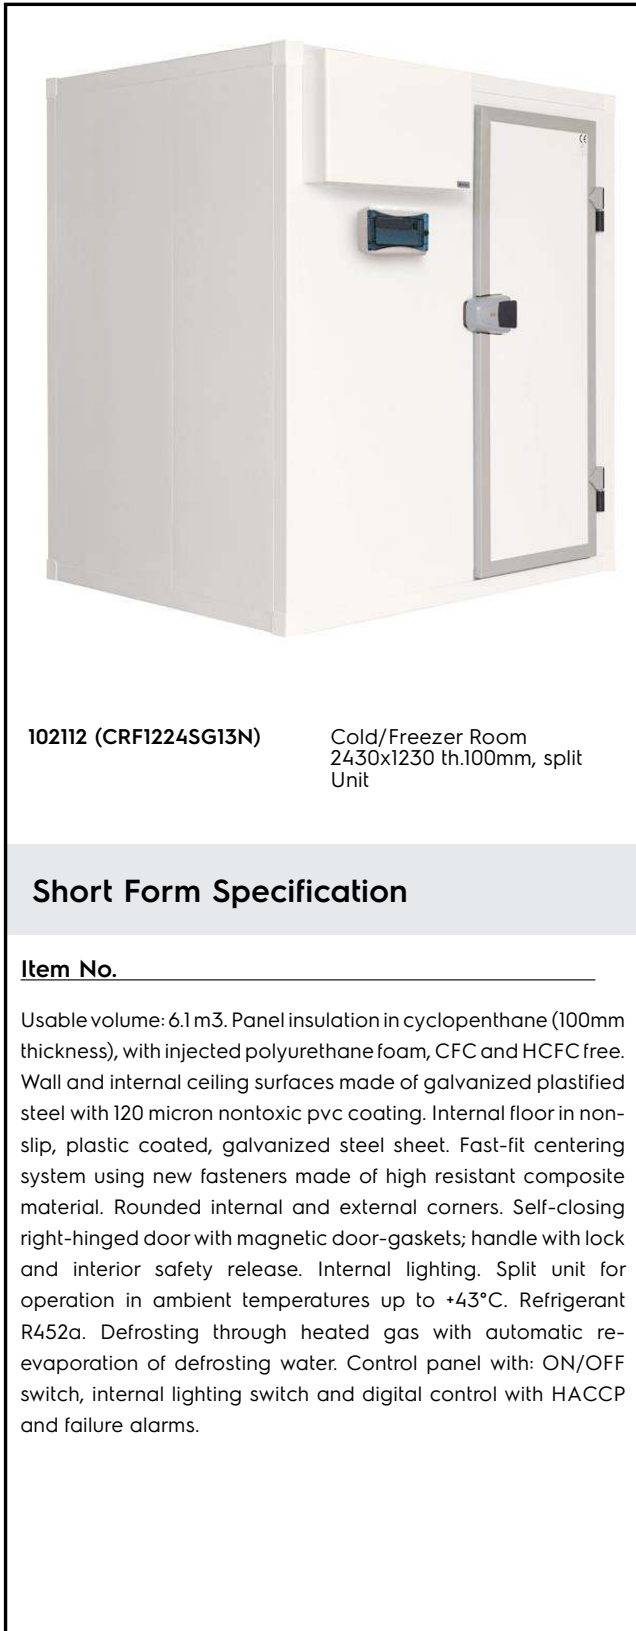 CE
102112 (CRF1224SG13N)
Cold/Freezer Room
2430x1230 th.100mm, split
Unit
Short Form Specification
Item No.
Usable volume: 6.1 m3. Panel insulation in cyclopenthane (100mm
thickness), with injected polyurethane foam, CFC and HCFC free.
Wall and internal ceiling surfaces made of galvanized plastified
steel with 120 micron nontoxic pvc coating. Internal floor in non-
slip, plastic coated, galvanized steel sheet. Fast-fit centering
system using new fasteners made of high resistant composite
material. Rounded internal and external corners. Self-closing
right-hinged door with magnetic door-gaskets; handle with lock
and interior safety release. Internal lighting. Split unit for
operation in ambient temperatures up to +43°C. Refrigerant
R452a. Defrosting through heated gas with automatic re-
evaporation of defrosting water. Control panel with: ON/OFF
switch, internal lighting switch and digital control with HACCP
and failure alarms.